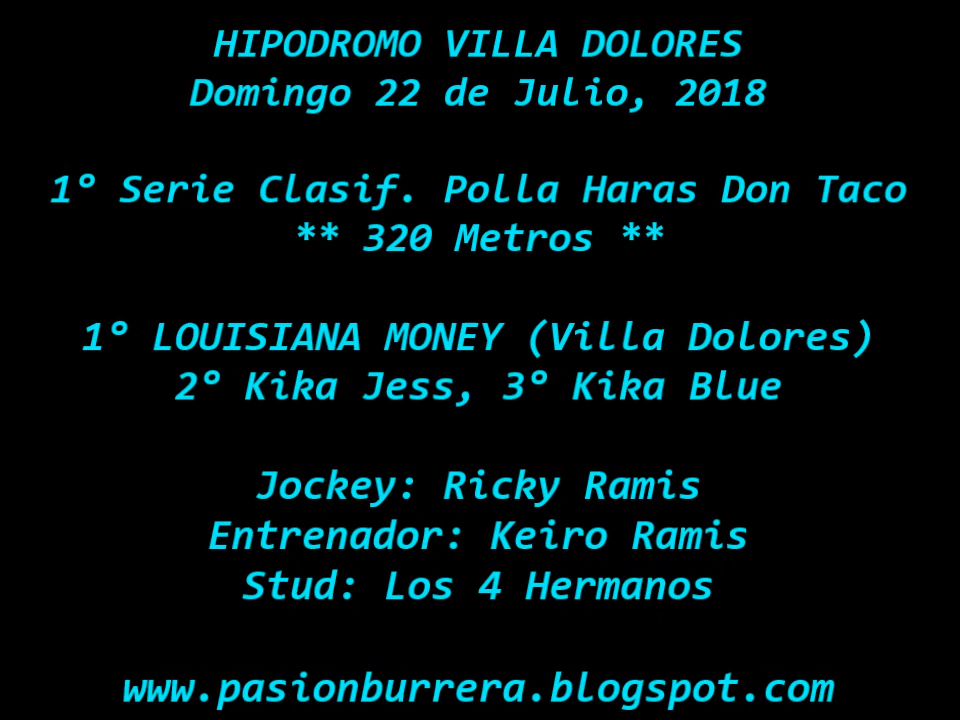 HIPODROMO VILLA DOLORES
Domingo 22 de Julio, 2018
1° Serie Clasif. Polla Haras Don Taco
** 320 Metros **
1° LOUISIANA MONEY (Villa Dolores)
2° Kika Jess, 3° Kika Blue
Jockey: Ricky Ramis
Entrenador: Keiro Ramis
Stud: Los 4 Hermanos
www.pasionburrera.blogspot.com